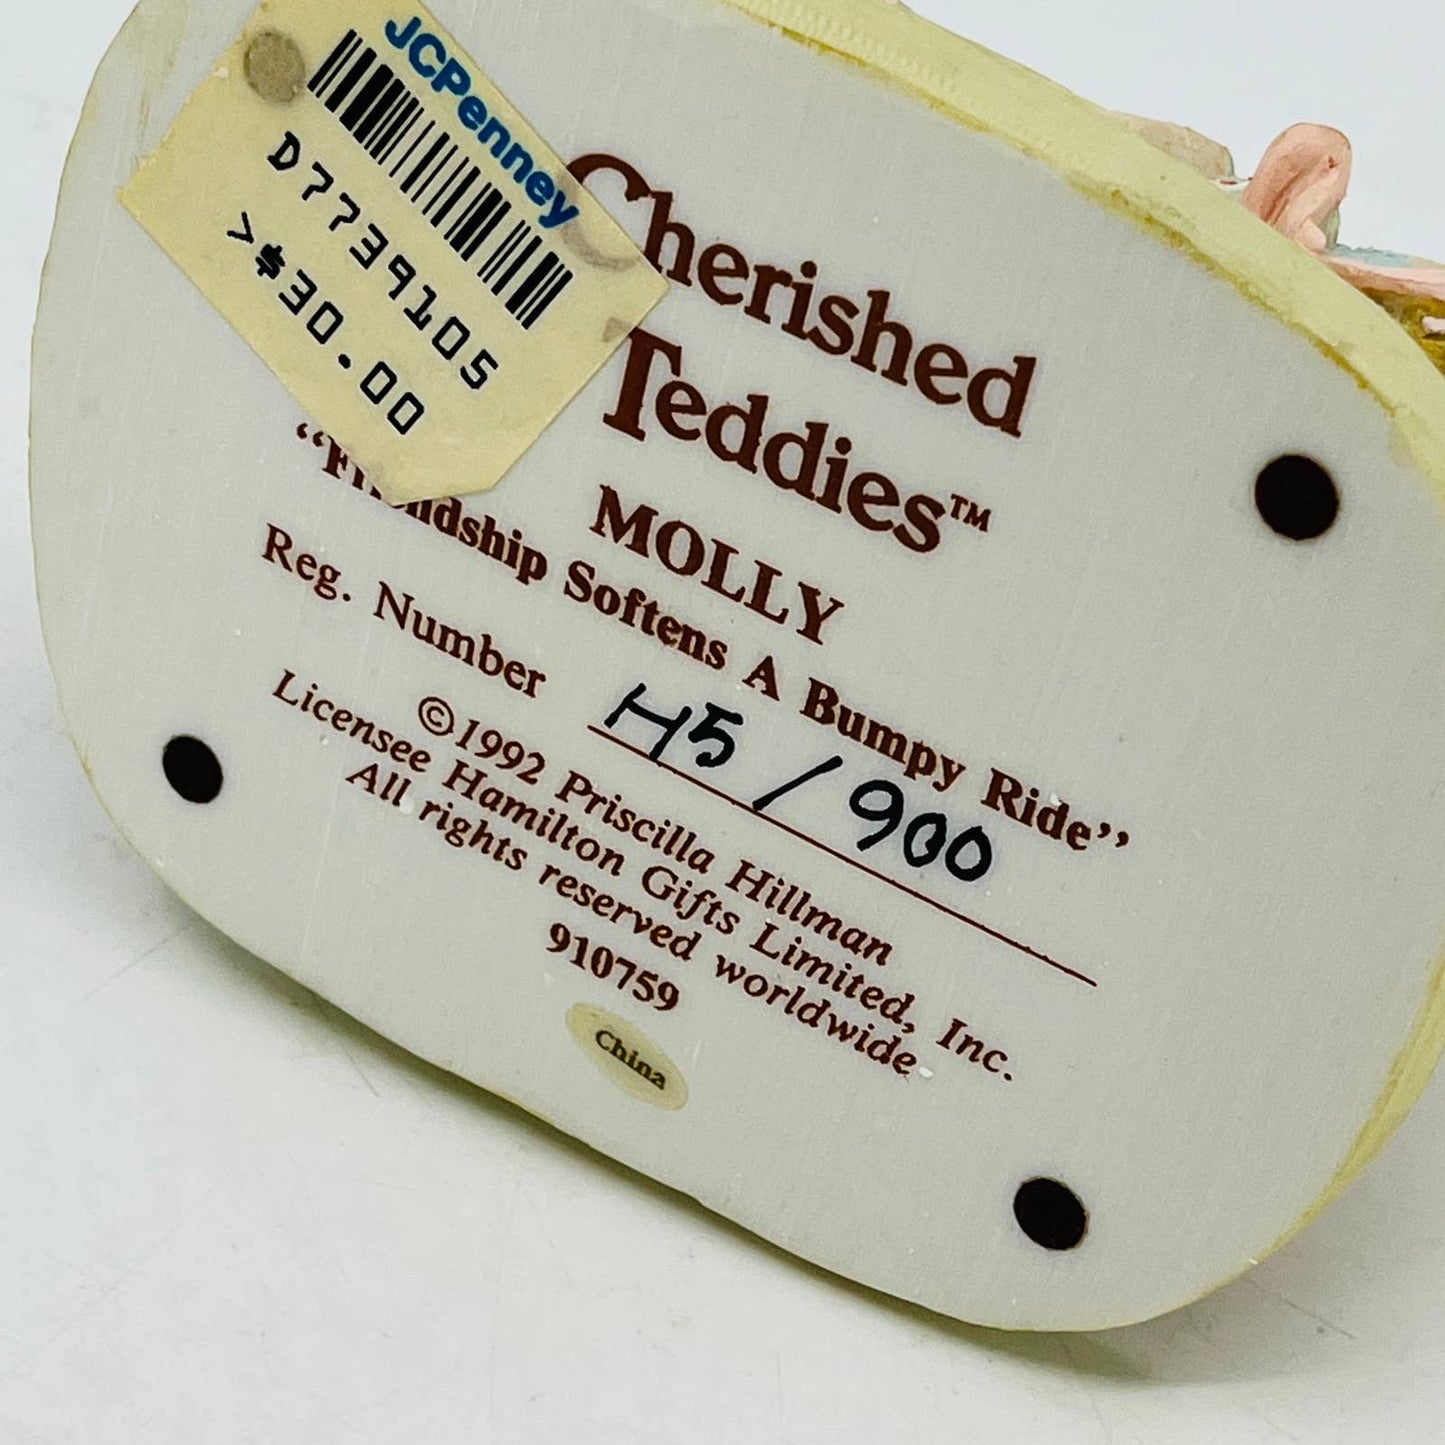 JCPenney
D7739105
>$30.00
Cherished
Teddies™
MOLLY
“Friendship Softens A Bumpy Ride”
Reg. Number H5/900
©1992 Priscilla Hillman
Licensee Hamilton Gifts Limited, Inc.
All rights reserved worldwide
910759
China